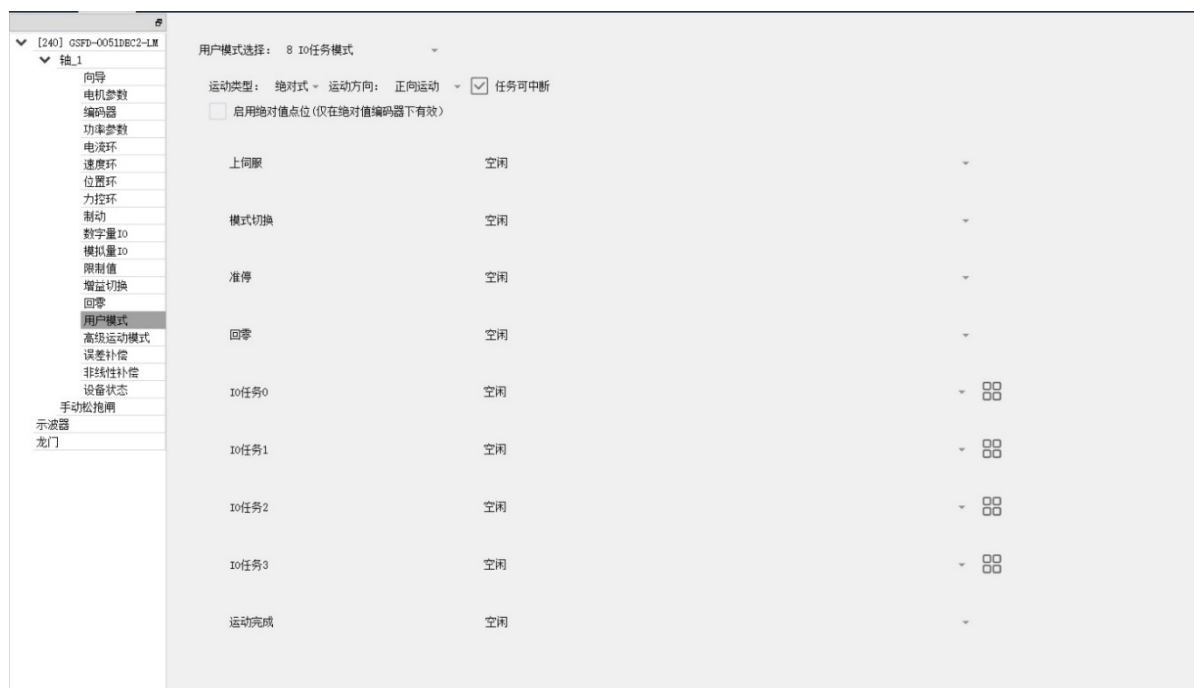 [240] GSFD-0051DEC2-LM
轴_1
向导
电机参数
编码器
功率参数
电流环
速度环
位置环
力控环
制动
数字量IO
模拟量IO
限制值
增益切换
回零
用户模式
高级运动模式
误差补偿
非线性补偿
设备状态
手动松抱闸
示波器
龙门
用户模式选择: 8 IO任务模式
运动类型: 绝对式 运动方向: 正向运动 任务可中断
启用绝对值点位(仅在绝对值编码器下有效)
上伺服 空闲
模式切换 空闲
准停 空闲
回零 空闲
IO任务0 空闲
IO任务1 空闲
IO任务2 空闲
IO任务3 空闲
运动完成 空闲